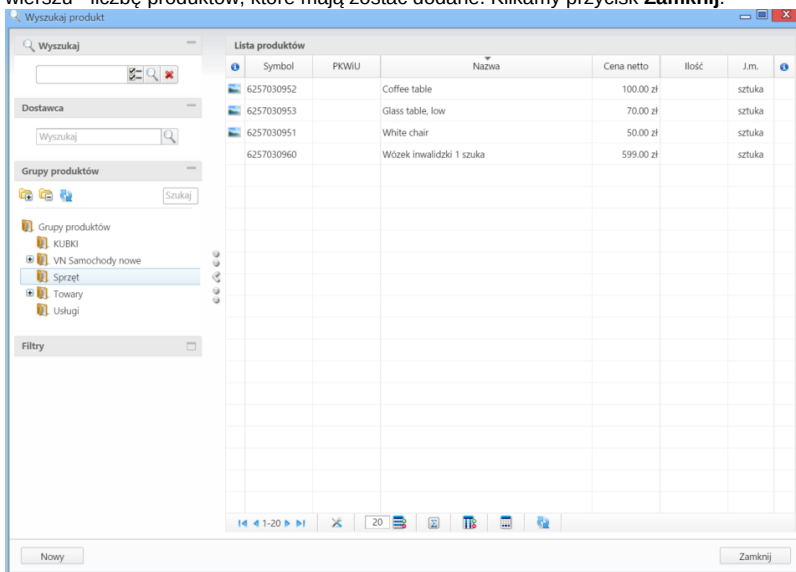 wierszu - liczbę produktów, które mają zostać dodane. Klikamy przycisk Zamknij.
Wyszukaj produkt
Wyszukaj
Dostawca
Wyszukaj
Grupy produktów
Szukaj
Grupy produktów
KUBKI
VN Samochody nowe
Sprzęt
Towary
Usługi
Filtry
Lista produktów
Symbol PKWiU Nazwa Cena netto Ilość J.m.
6257030952 Coffee table 100.00 zł sztuka
6257030953 Glass table, low 70.00 zł sztuka
6257030951 White chair 50.00 zł sztuka
6257030960 Wózek inwalidzki 1 szuka 599.00 zł sztuka
1-20 20
Nowy Zamknij